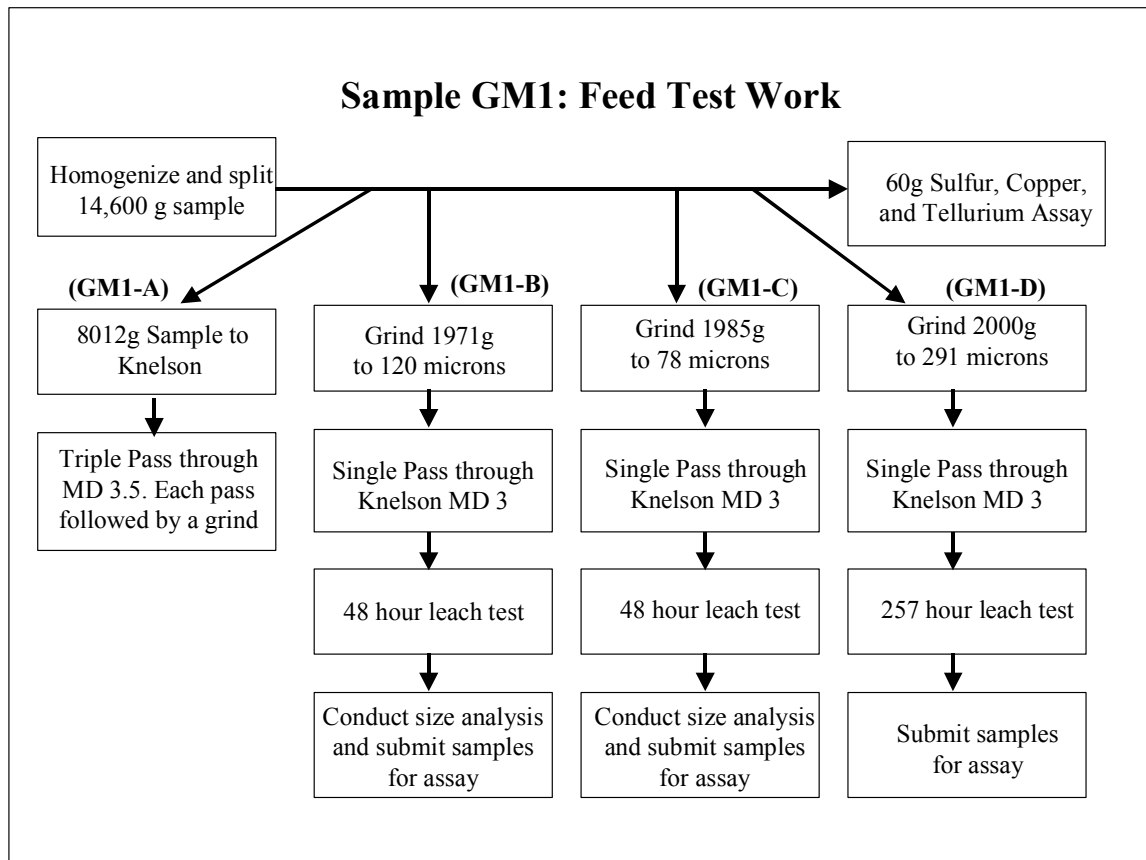 Sample GM1: Feed Test Work
Homogenize and split
14,600 g sample
60g Sulfur, Copper,
and Tellurium Assay
(GM1-A)
8012g Sample to
Knelson
Triple Pass through
MD 3.5. Each pass
followed by a grind
(GM1-B)
Grind 1971g
to 120 microns
Single Pass through
Knelson MD 3
48 hour leach test
Conduct size analysis
and submit samples
for assay
(GM1-C)
Grind 1985g
to 78 microns
Single Pass through
Knelson MD 3
48 hour leach test
Conduct size analysis
and submit samples
for assay
(GM1-D)
Grind 2000g
to 291 microns
Single Pass through
Knelson MD 3
257 hour leach test
Submit samples
for assay